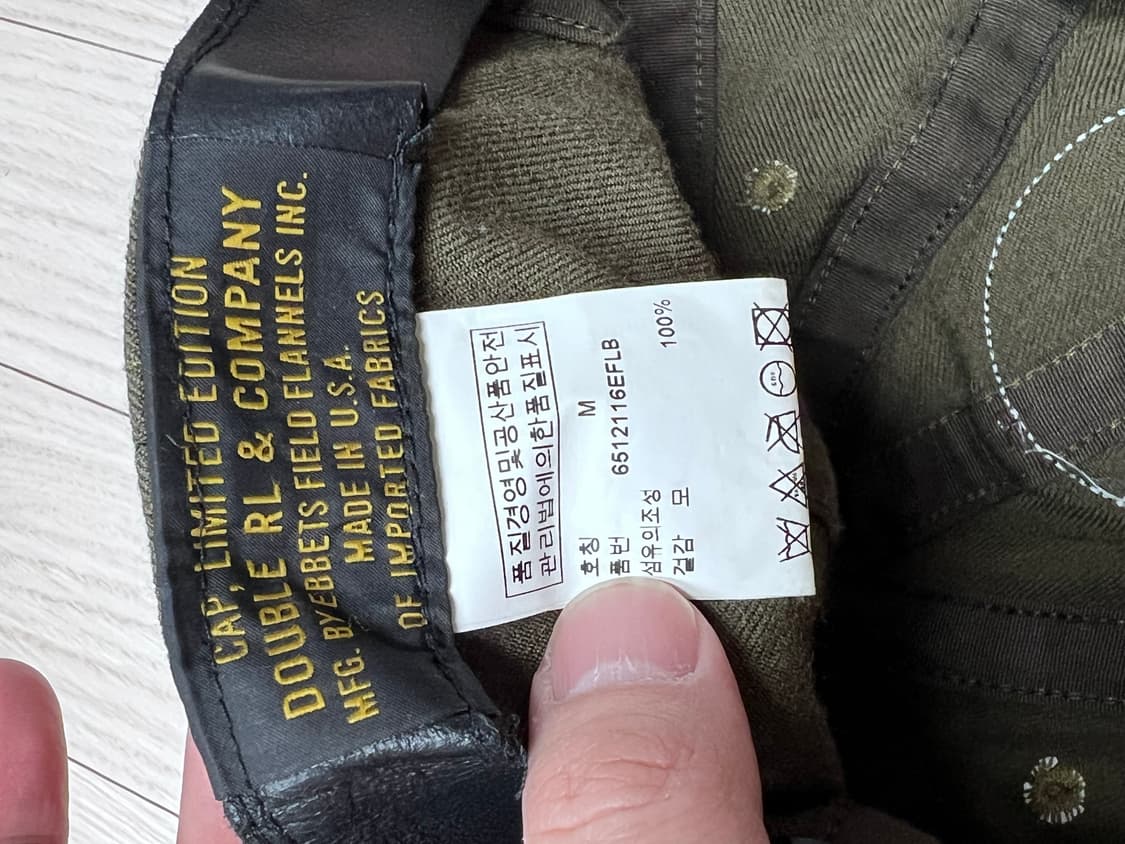 CAP, LIMITED EDITION
DOUBLE RL & COMPANY
MFG. BY EBBETS FIELD FLANNELS INC.
MADE IN U.S.A.
OF IMPORTED FABRICS
품질경영및공산품안전
관리법에의한품질표시
호칭 M
품번 6512116EFLB
섬유의조성
겉감 모 100%